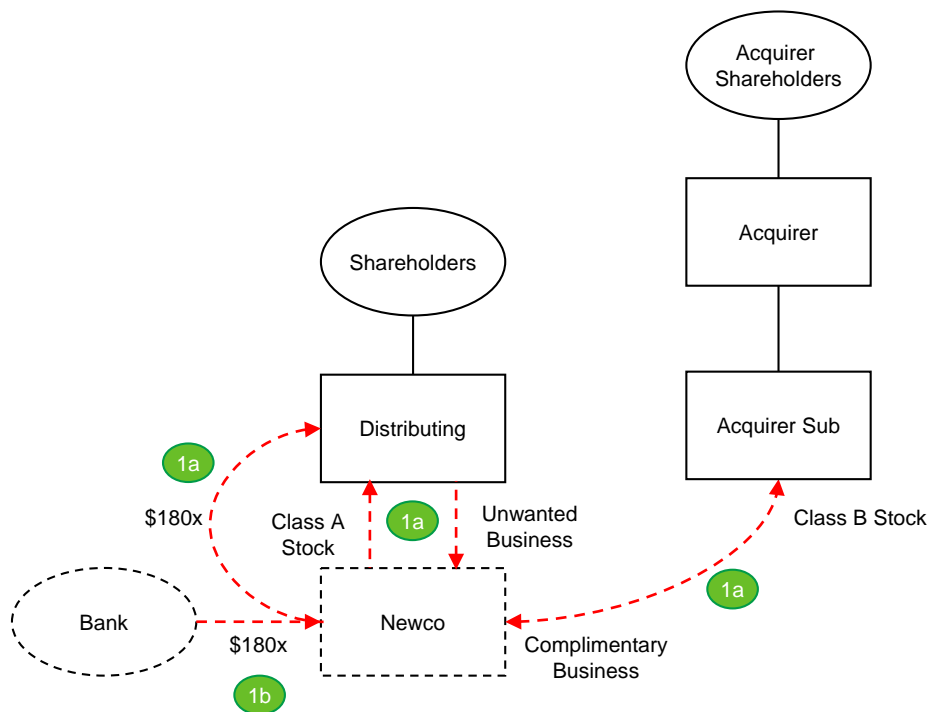 Acquirer
Shareholders
Acquirer
Shareholders
Distributing
Acquirer Sub
1a
$180x
Class A
Stock
1a
Unwanted
Business
Class B Stock
1a
Bank
$180x
1b
Newco
Complimentary
Business